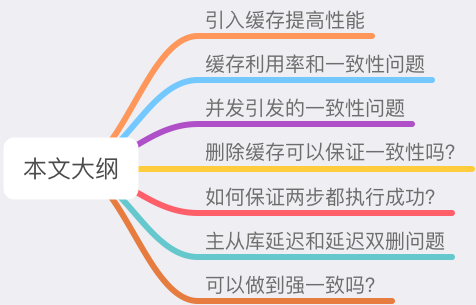 引入缓存提高性能
缓存利用率和一致性问题
并发引发的一致性问题
本文大纲
删除缓存可以保证一致性吗?
如何保证两步都执行成功?
主从库延迟和延迟双删问题
可以做到强一致吗?